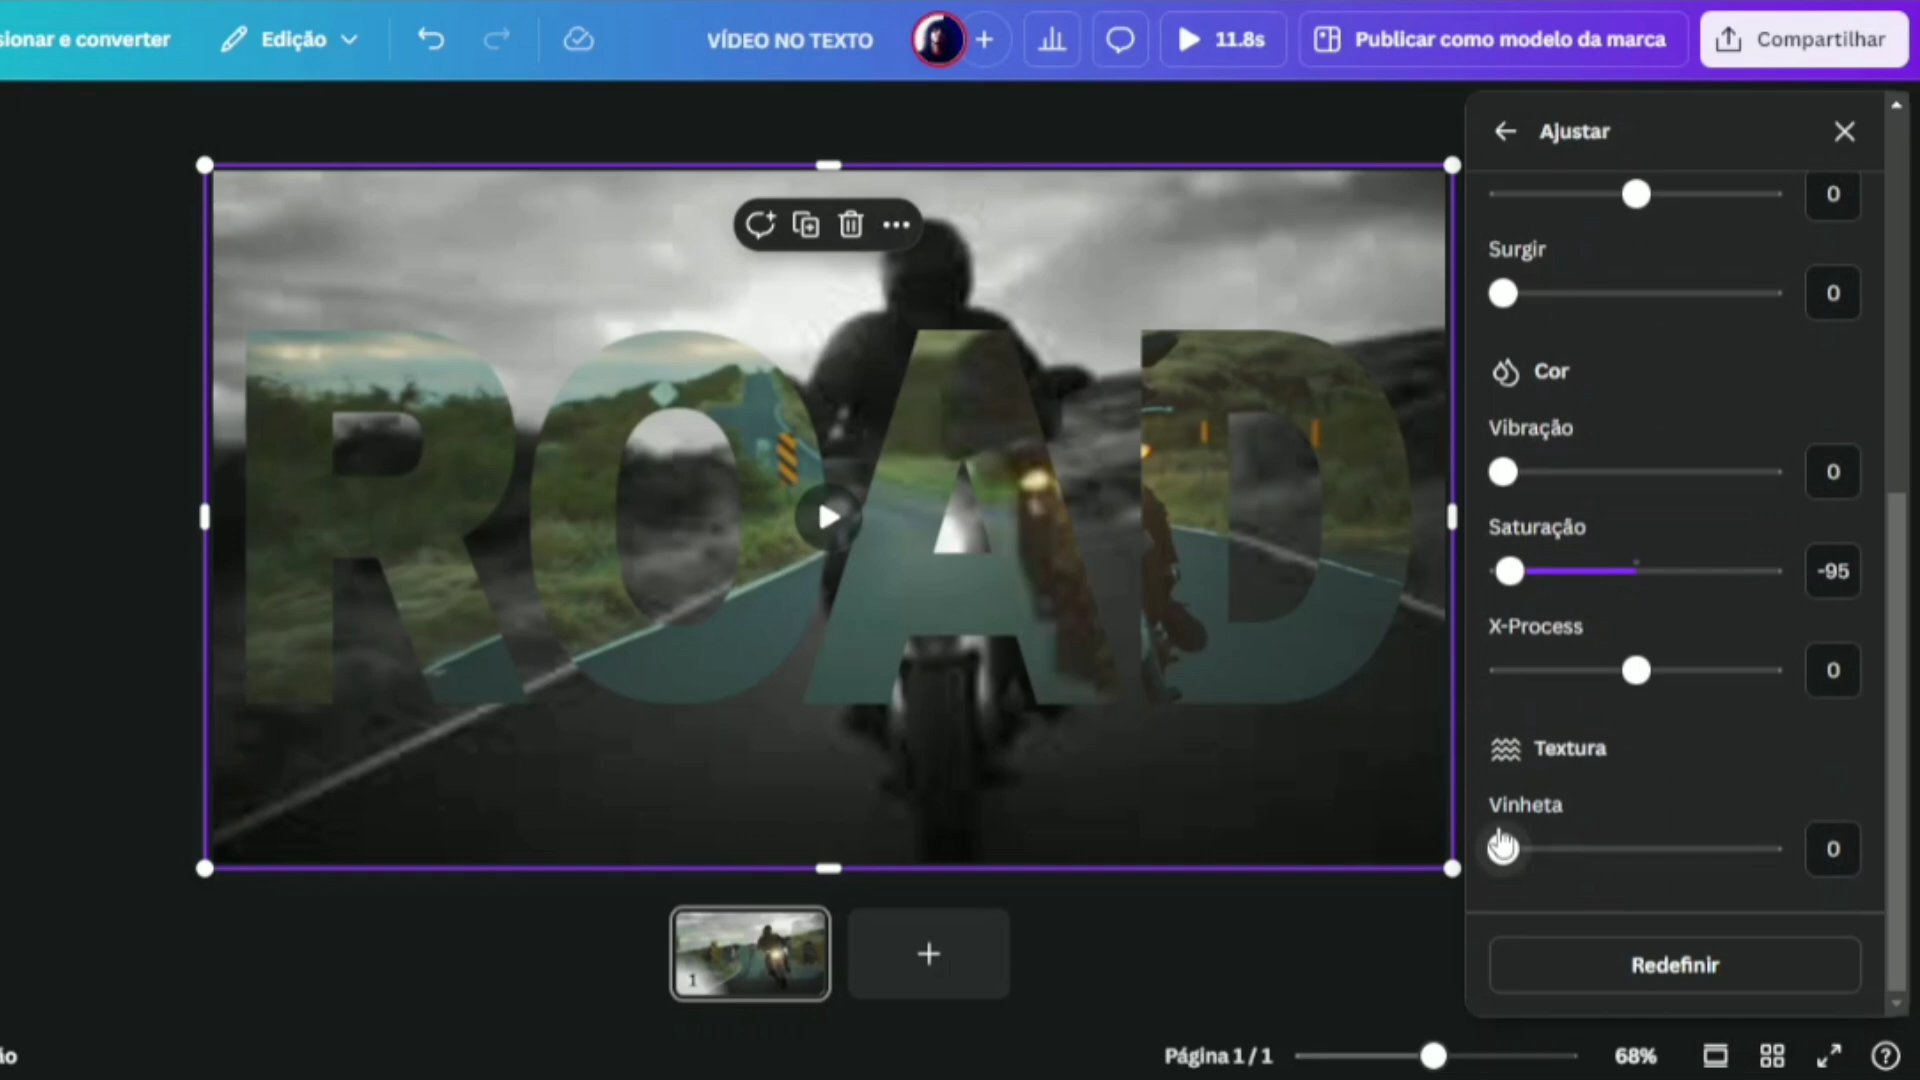 sionar e converter
Edição
VÍDEO NO TEXTO
11.8s
Publicar como modelo da marca
Compartilhar
Ajustar
0
Surgir
0
Cor
Vibração
0
Saturação
-95
X-Process
0
Textura
Vinheta
0
Redefinir
ROAD
1
ão
Página 1 / 1
68%